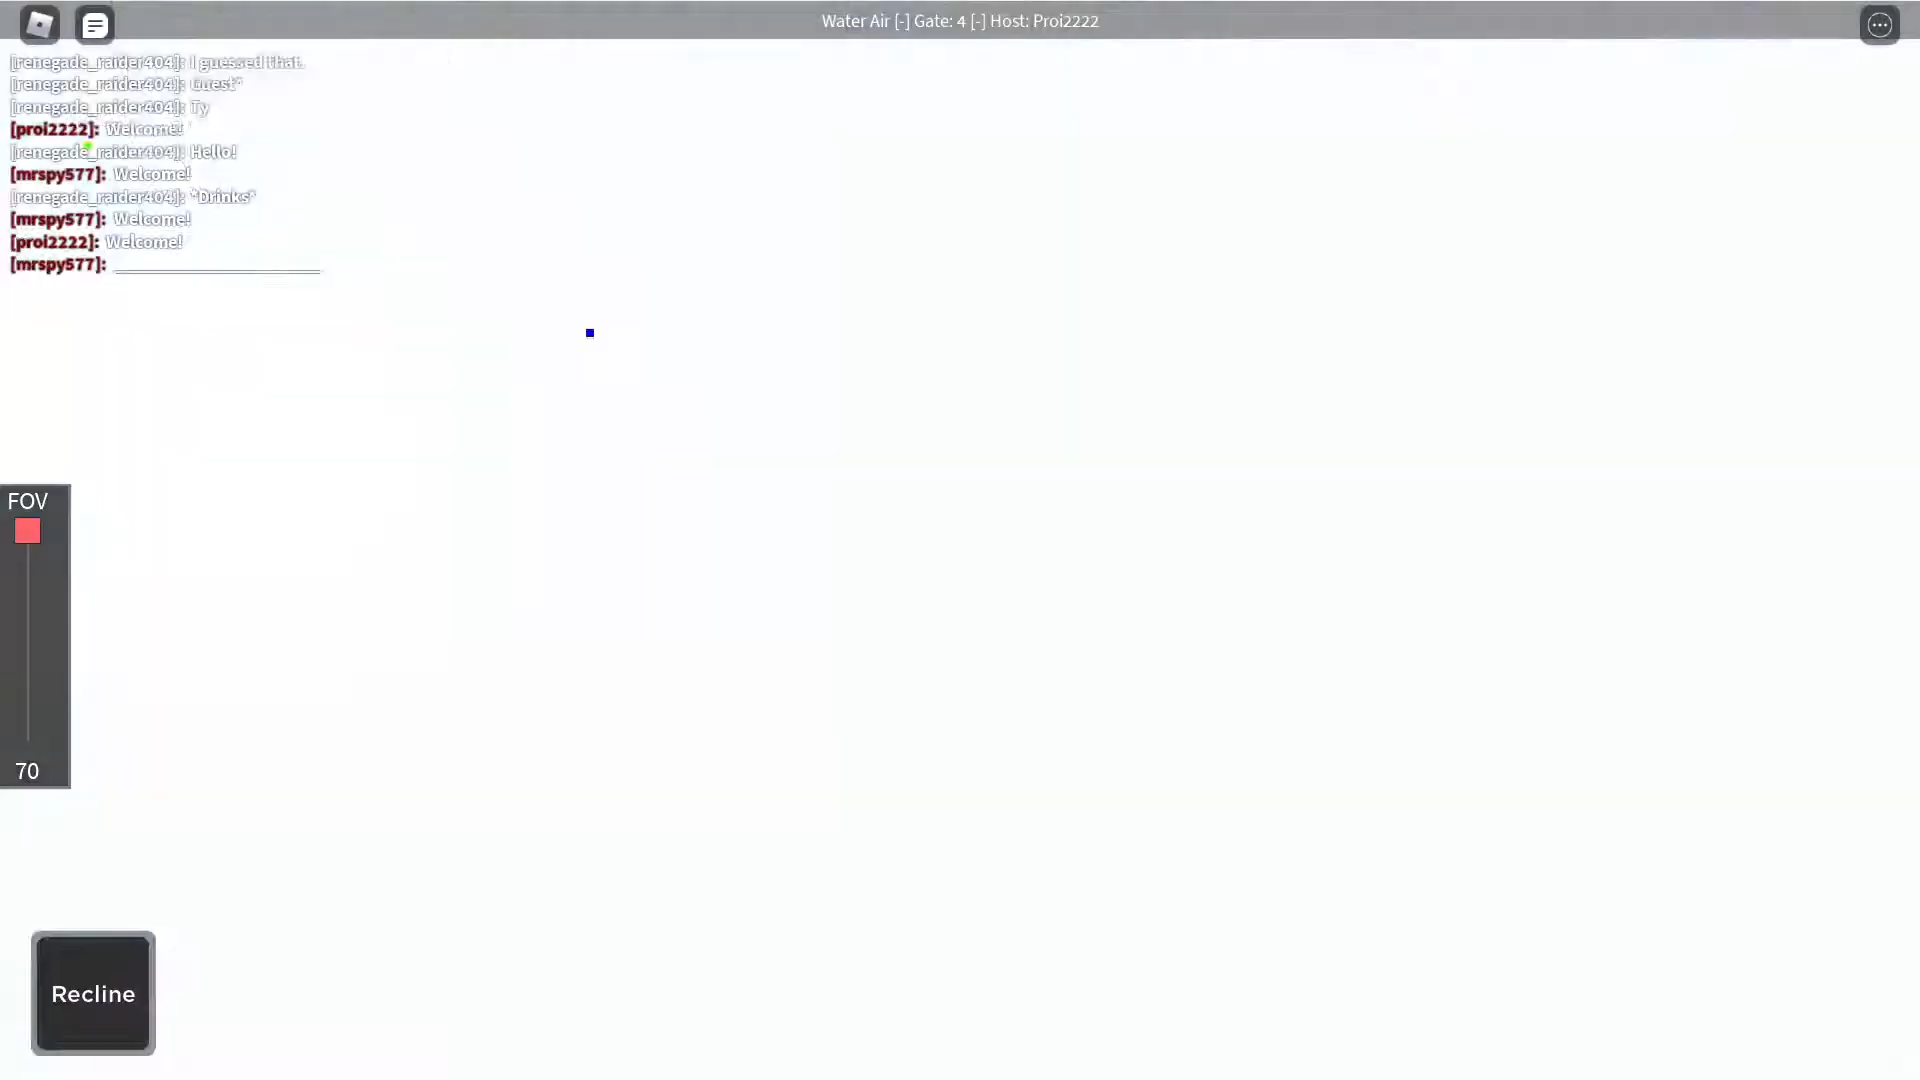 Water Air [-] Gate: 4 [-] Host: Proi2222
[renegade_raider404]: I guessed that.
[renegade_raider404]: Guest*
[renegade_raider404]: Ty
[proi2222]: Welcome!
[renegade_raider404]: Hello!
[mrspy577]: Welcome!
[renegade_raider404]: *Drinks*
[mrspy577]: Welcome!
[proi2222]: Welcome!
[mrspy577]: ______________________
FOV
70
Recline